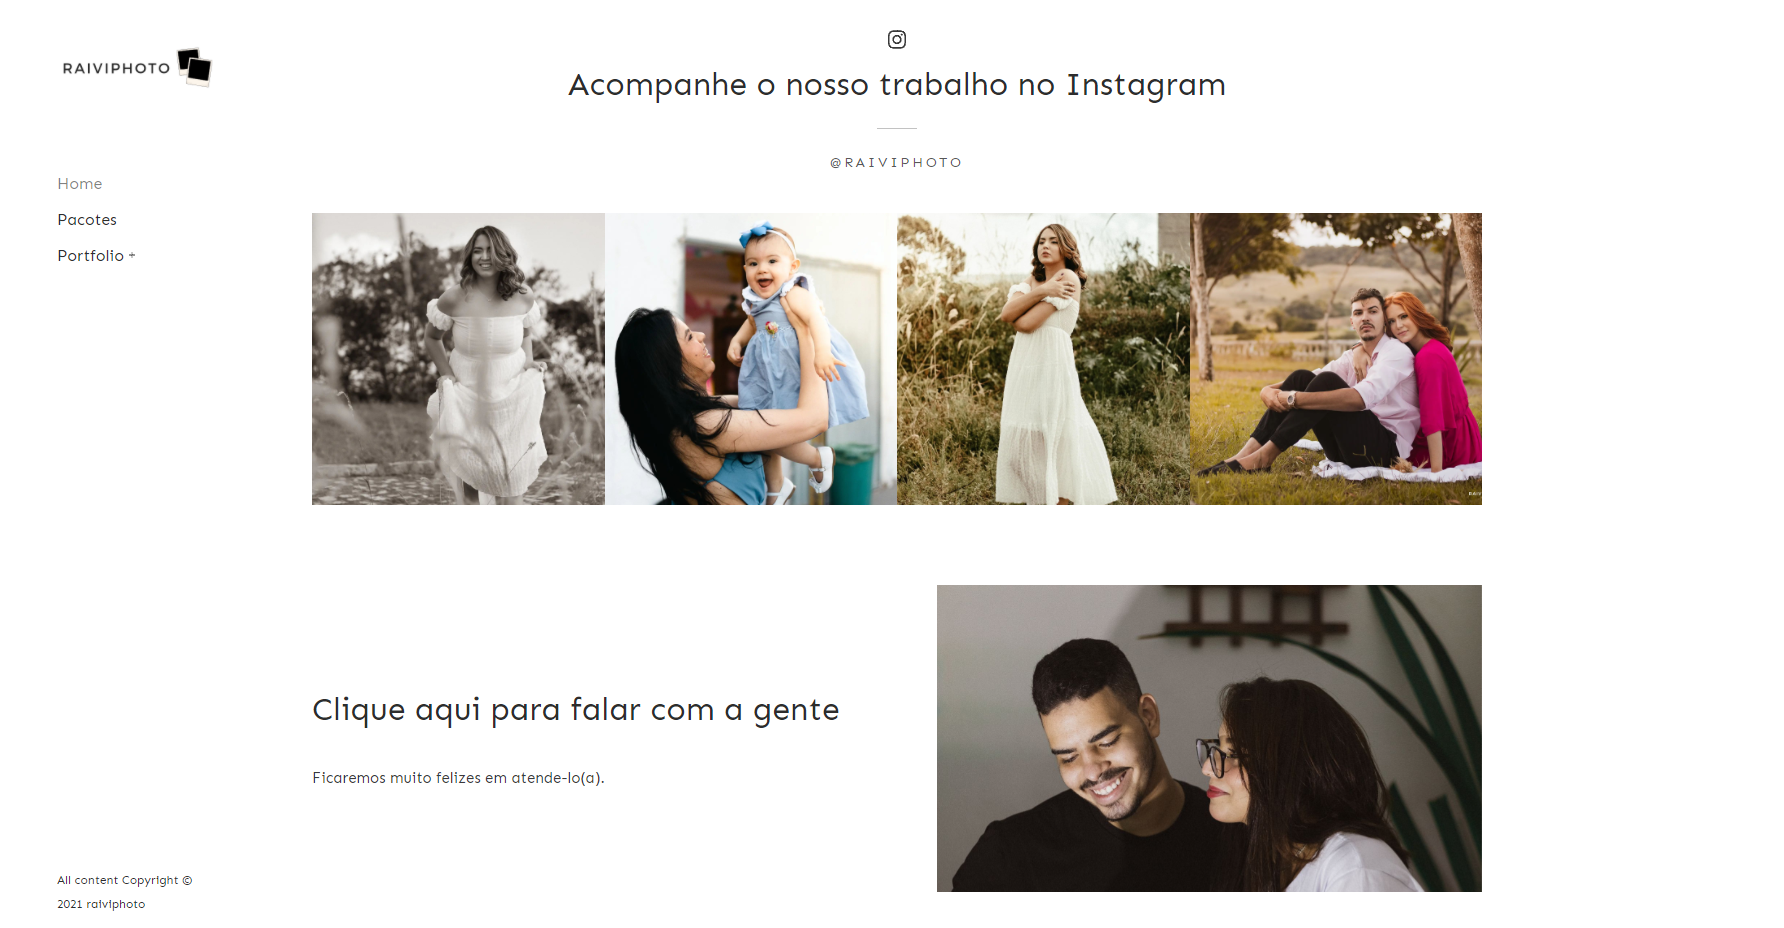 RAIVIPHOTO
Home
Pacotes
Portfolio +
Acompanhe o nosso trabalho no Instagram
@RAIVIPHOTO
Clique aqui para falar com a gente
Ficaremos muito felizes em atende-lo(a).
All content Copyright ©
2021 raiviphoto